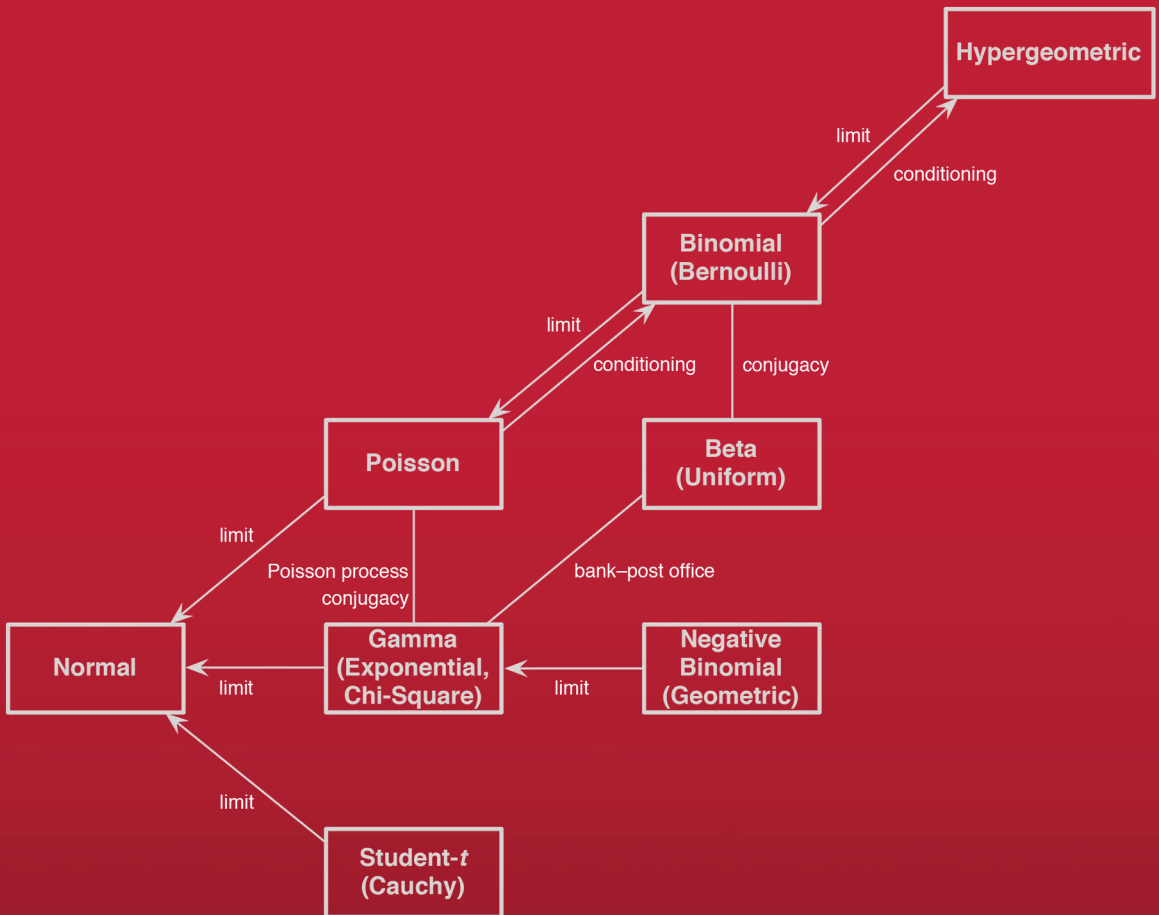 Hypergeometric
limit
conditioning
Binomial
(Bernoulli)
limit
conditioning
conjugacy
Poisson
Beta
(Uniform)
limit
Poisson process
conjugacy
bank–post office
Normal
limit
Gamma
(Exponential,
Chi-Square)
limit
Negative
Binomial
(Geometric)
limit
Student-t
(Cauchy)